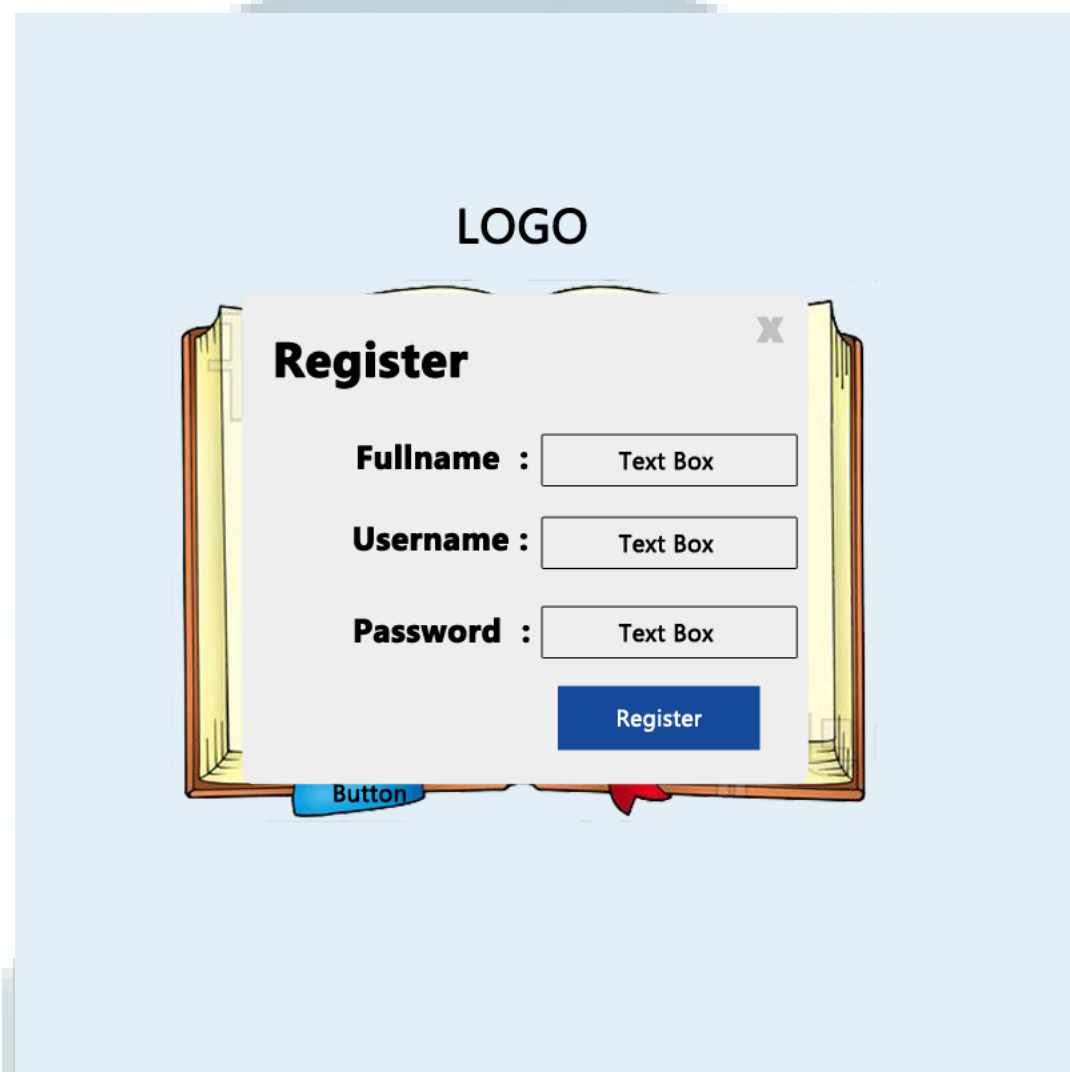 LOGO
X
Register
Fullname : Text Box
Username : Text Box
Password : Text Box
Register
Button